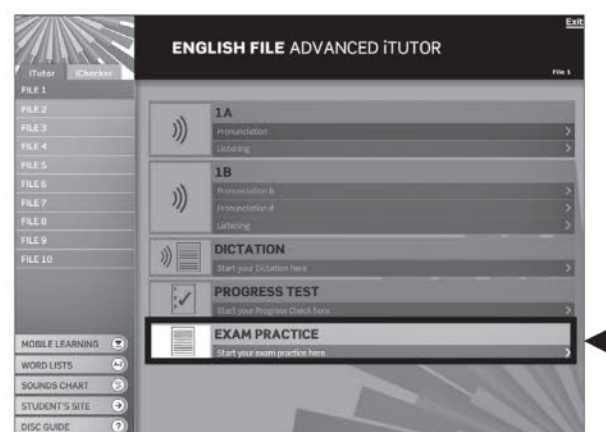 Exit
ENGLISH FILE ADVANCED iTUTOR
iTutor iChecker
File 1
FILE 1
FILE 2
FILE 3
FILE 4
FILE 5
FILE 6
FILE 7
FILE 8
FILE 9
FILE 10
1A
Pronunciation
Listening
1B
Pronunciation b
Pronunciation d
Listening
DICTATION
Start your Dictation here
PROGRESS TEST
Start your Progress Check here
EXAM PRACTICE
Start your exam practice here
MOBILE LEARNING
WORD LISTS A-Z
SOUNDS CHART
STUDENT'S SITE
DISC GUIDE ?